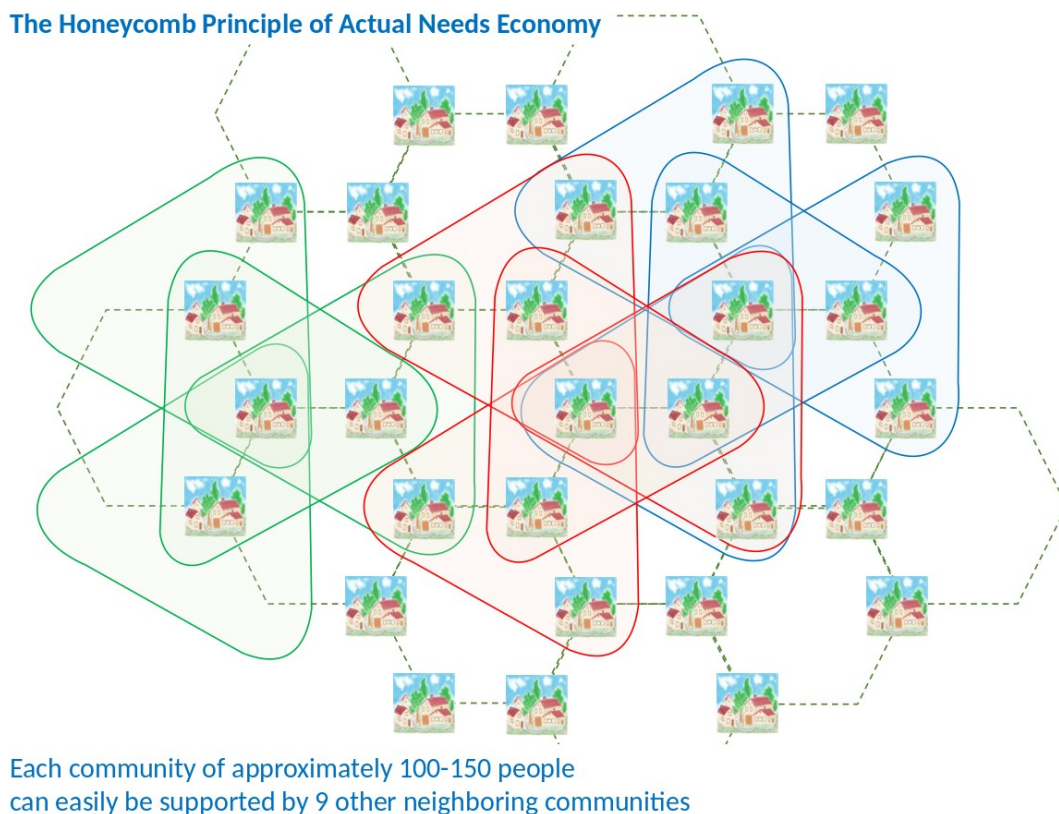 The Honeycomb Principle of Actual Needs Economy
Each community of approximately 100-150 people
can easily be supported by 9 other neighboring communities